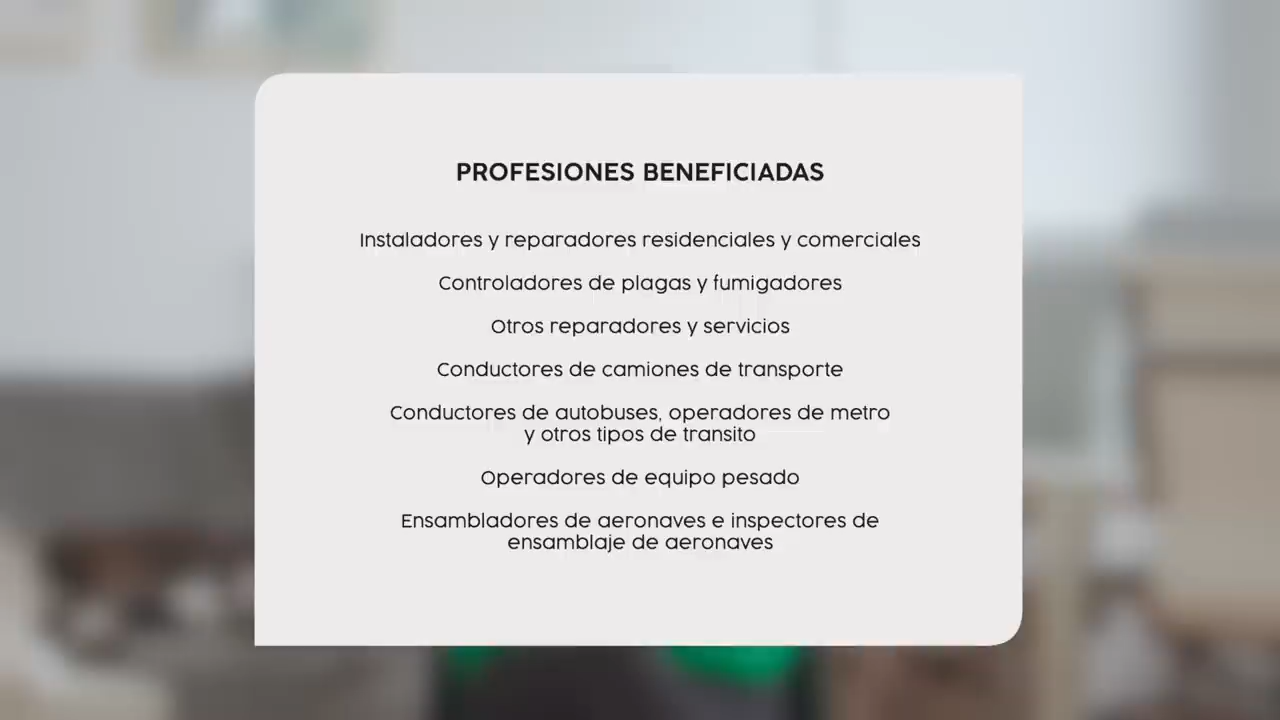 PROFESIONES BENEFICIADAS
Instaladores y reparadores residenciales y comerciales
Controladores de plagas y fumigadores
Otros reparadores y servicios
Conductores de camiones de transporte
Conductores de autobuses, operadores de metro
y otros tipos de transito
Operadores de equipo pesado
Ensambladores de aeronaves e inspectores de
ensamblaje de aeronaves